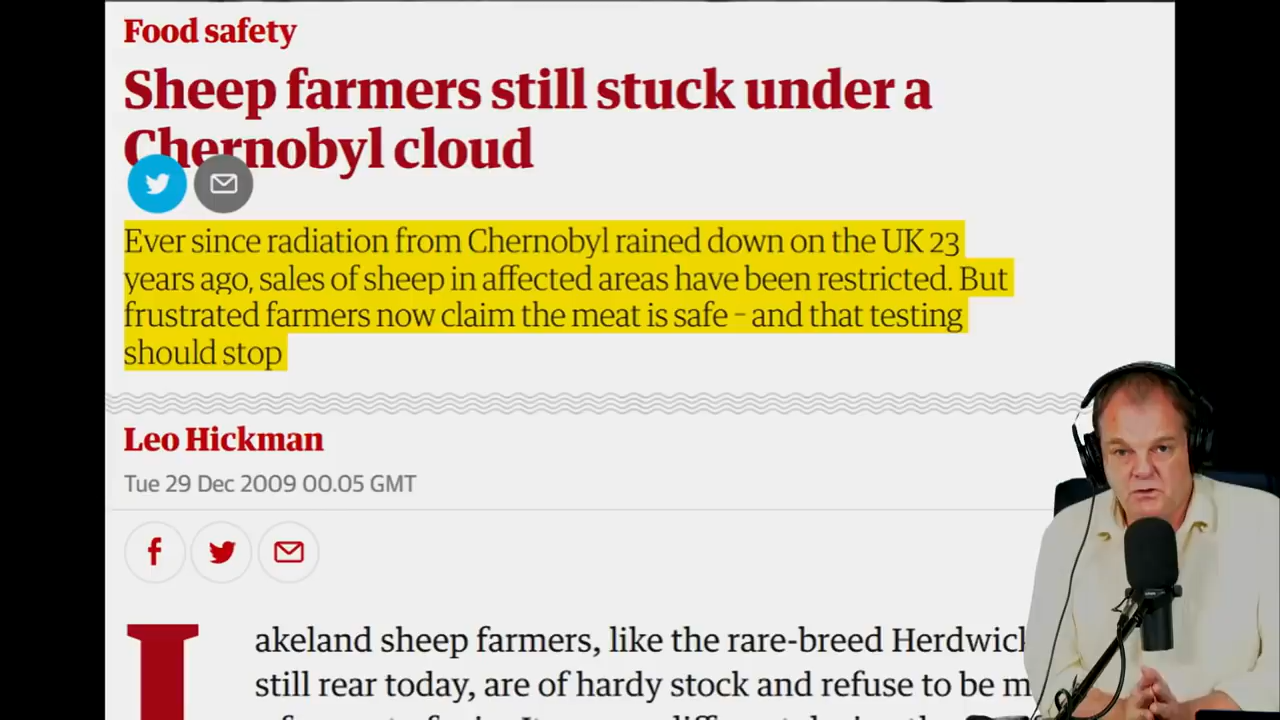 Food safety
Sheep farmers still stuck under a
Chernobyl cloud
Ever since radiation from Chernobyl rained down on the UK 23
years ago, sales of sheep in affected areas have been restricted. But
frustrated farmers now claim the meat is safe – and that testing
should stop
Leo Hickman
Tue 29 Dec 2009 00.05 GMT
L
akeland sheep farmers, like the rare-breed
still rear today, are of hardy stock and refuse to be